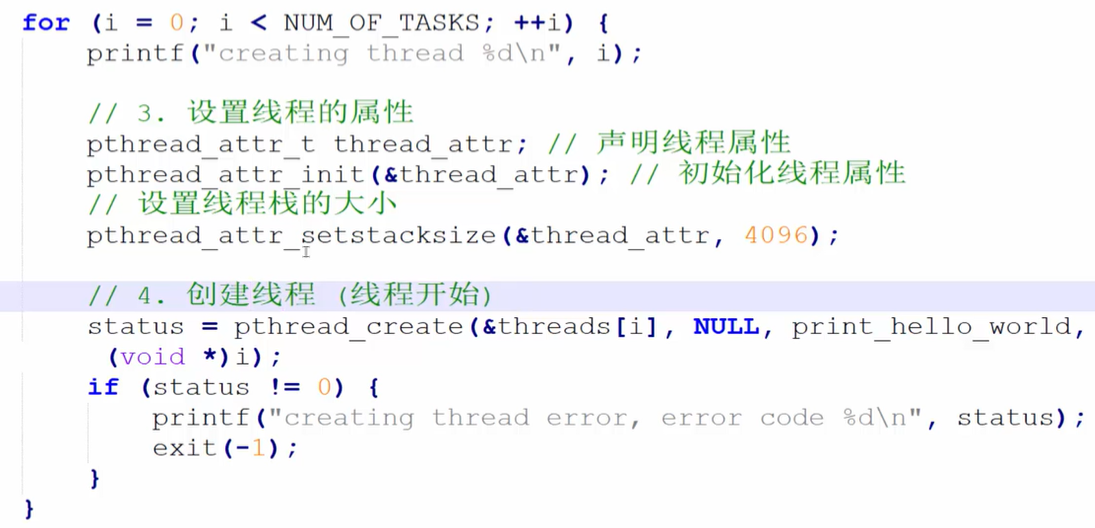 for (i = 0; i < NUM_OF_TASKS; ++i) {
printf("creating thread %d\n", i);
// 3. 设置线程的属性
pthread_attr_t thread_attr; // 声明线程属性
pthread_attr_init(&thread_attr); // 初始化线程属性
// 设置线程栈的大小
pthread_attr_setstacksize(&thread_attr, 4096);
// 4. 创建线程 (线程开始)
status = pthread_create(&threads[i], NULL, print_hello_world,
(void *)i);
if (status != 0) {
printf("creating thread error, error code %d\n", status);
exit(-1);
}
}